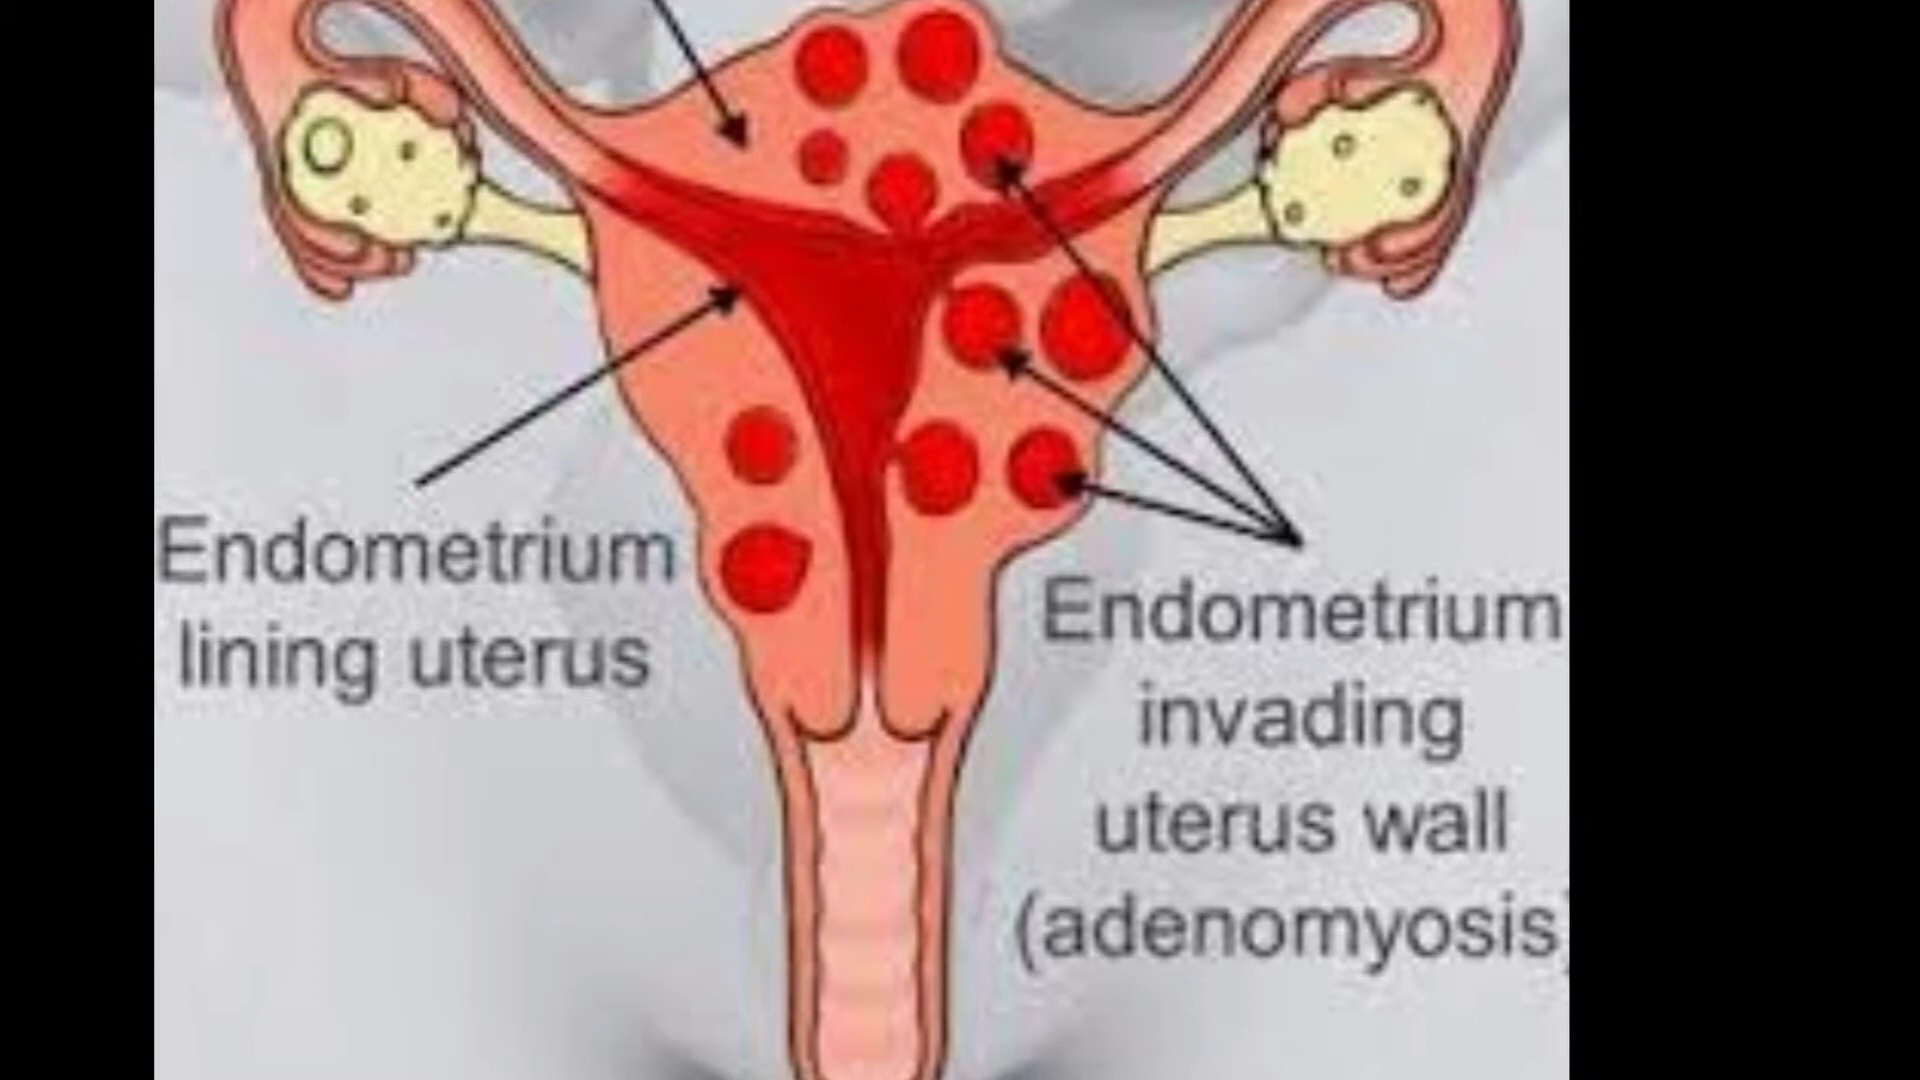 Endometrium
lining uterus
Endometrium
invading
uterus wall
(adenomyosis)